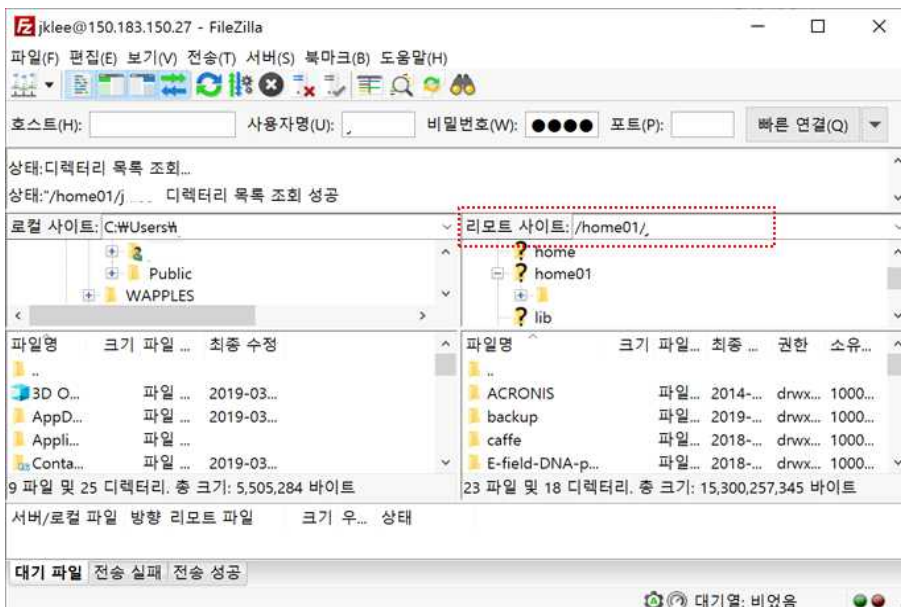 jklee@150.183.150.27 - FileZilla
파일(F) 편집(E) 보기(V) 전송(T) 서버(S) 북마크(B) 도움말(H)
호스트(H): 사용자명(U): 비밀번호(W): ●●●● 포트(P): 빠른 연결(Q)
상태:디렉터리 목록 조회...
상태:"/home01/j 디렉터리 목록 조회 성공
로컬 사이트: C:₩Users₩ 리모트 사이트: /home01/
Public
WAPPLES
home
home01
lib
파일명 크기 파일 ... 최종 수정
..
3D O... 파일 ... 2019-03...
AppD... 파일 ... 2019-03...
Appli... 파일 ...
Conta... 파일 ... 2019-03...
9 파일 및 25 디렉터리. 총 크기: 5,505,284 바이트
파일명 크기 파일... 최종 ... 권한 소유...
..
ACRONIS 파일... 2014-... drwx... 1000...
backup 파일... 2019-... drwx... 1000...
caffe 파일... 2018-... drwx... 1000...
E-field-DNA-p... 파일... 2018-... drwx... 1000...
23 파일 및 18 디렉터리. 총 크기: 15,300,257,345 바이트
서버/로컬 파일 방향 리모트 파일 크기 우... 상태
대기 파일 전송 실패 전송 성공
대기열: 비었음